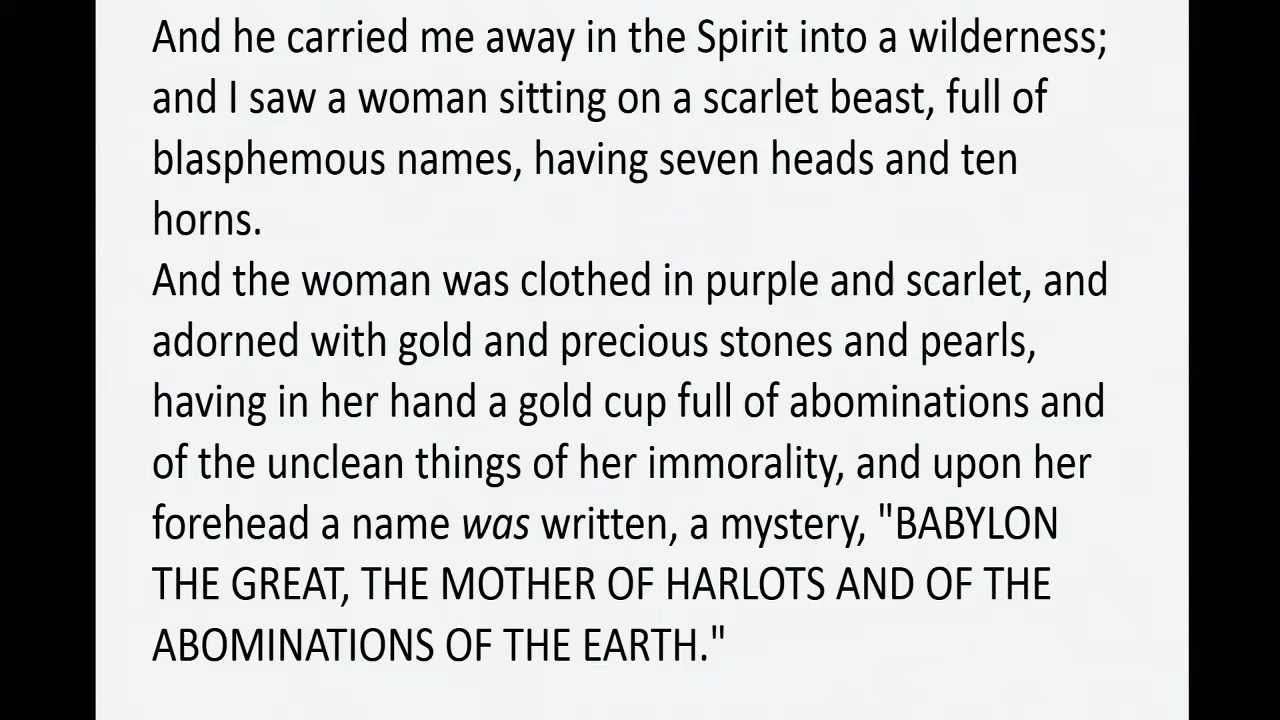 And he carried me away in the Spirit into a wilderness;
and I saw a woman sitting on a scarlet beast, full of
blasphemous names, having seven heads and ten
horns.
And the woman was clothed in purple and scarlet, and
adorned with gold and precious stones and pearls,
having in her hand a gold cup full of abominations and
of the unclean things of her immorality, and upon her
forehead a name was written, a mystery, "BABYLON
THE GREAT, THE MOTHER OF HARLOTS AND OF THE
ABOMINATIONS OF THE EARTH."